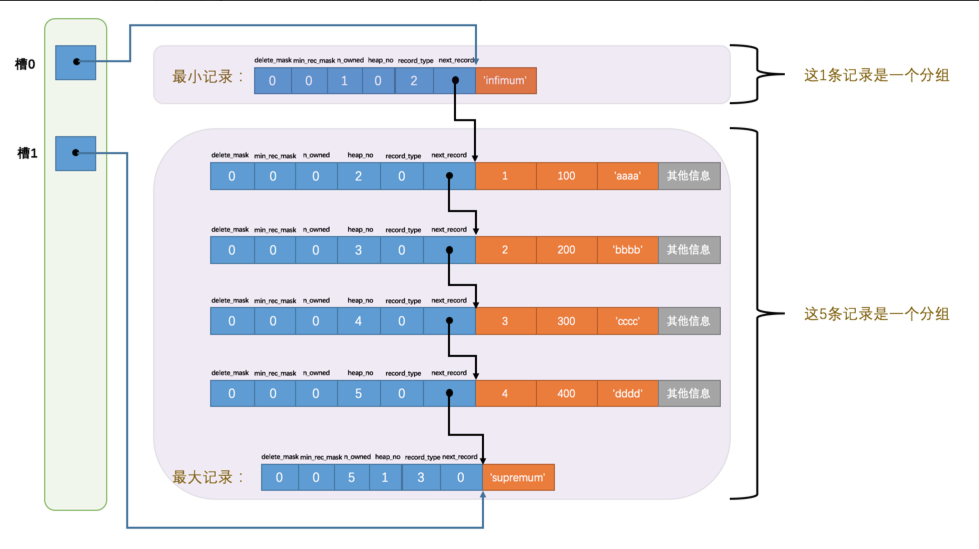 槽0
delete_mask min_rec_mask n_owned heap_no record_type next_record
最小记录： 0 0 1 0 2 'infimum'
这1条记录是一个分组
槽1
delete_mask min_rec_mask n_owned heap_no record_type next_record
0 0 0 2 0 1 100 'aaaa' 其他信息
delete_mask min_rec_mask n_owned heap_no record_type next_record
0 0 0 3 0 2 200 'bbbb' 其他信息
delete_mask min_rec_mask n_owned heap_no record_type next_record
0 0 0 4 0 3 300 'cccc' 其他信息
这5条记录是一个分组
delete_mask min_rec_mask n_owned heap_no record_type next_record
0 0 0 5 0 4 400 'dddd' 其他信息
delete_mask min_rec_mask n_owned heap_no record_type next_record
最大记录： 0 0 5 1 3 0 'supremum'